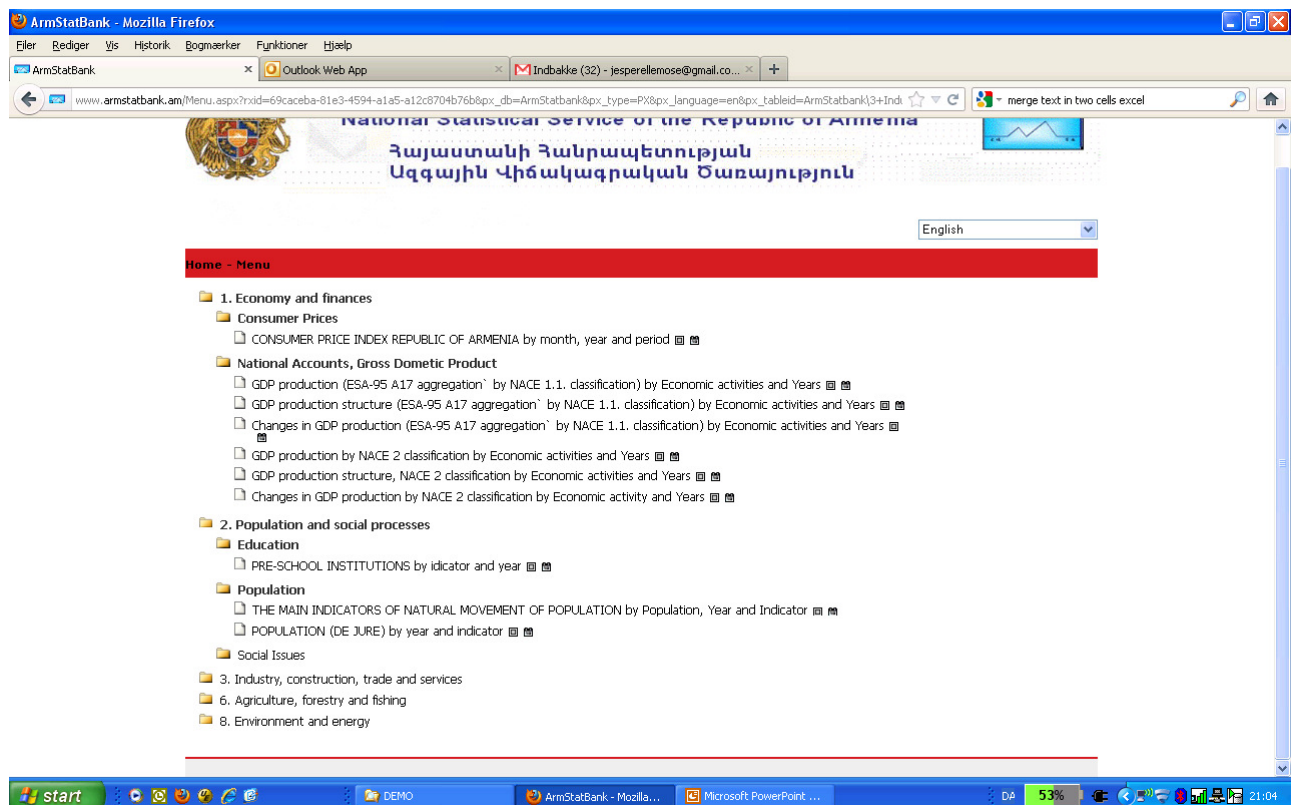 ArmStatBank - Mozilla Firefox
Filer Rediger Vis Historik Bogmærker Funktioner Hjælp
ArmStatBank × Outlook Web App × Indbakke (32) - jesperellemose@gmail.co... × +
www.armstatbank.am/Menu.aspx?rxid=69caceba-81e3-4594-a1a5-a12c8704b76b&px_db=ArmStatbank&px_type=PX&px_language=en&px_tableid=ArmStatbank\3+Indu merge text in two cells excel
National Statistical Service of the Republic of Armenia
Հայաստանի Հանրապետության
Ազգային Վիճակագրական Ծառայություն
English
Home - Menu
1. Economy and finances
Consumer Prices
CONSUMER PRICE INDEX REPUBLIC OF ARMENIA by month, year and period
National Accounts, Gross Dometic Product
GDP production (ESA-95 A17 aggregation` by NACE 1.1. classification) by Economic activities and Years
GDP production structure (ESA-95 A17 aggregation` by NACE 1.1. classification) by Economic activities and Years
Changes in GDP production (ESA-95 A17 aggregation` by NACE 1.1. classification) by Economic activities and Years
GDP production by NACE 2 classification by Economic activities and Years
GDP production structure, NACE 2 classification by Economic activities and Years
Changes in GDP production by NACE 2 classification by Economic activity and Years
2. Population and social processes
Education
PRE-SCHOOL INSTITUTIONS by idicator and year
Population
THE MAIN INDICATORS OF NATURAL MOVEMENT OF POPULATION by Population, Year and Indicator
POPULATION (DE JURE) by year and indicator
Social Issues
3. Industry, construction, trade and services
6. Agriculture, forestry and fishing
8. Environment and energy
start DEMO ArmStatBank - Mozilla... Microsoft PowerPoint ... DA 53% 21:04